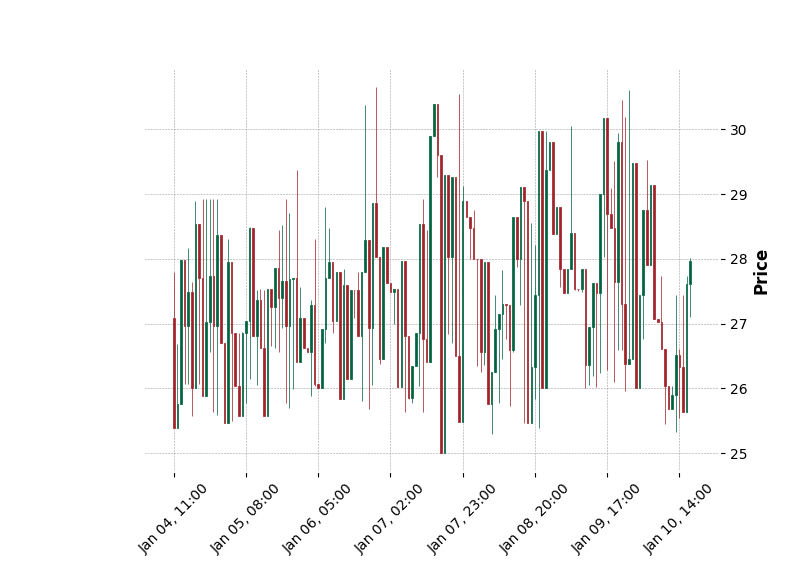 30
29
28
27
26
25
Price
Jan 04, 11:00
Jan 05, 08:00
Jan 06, 05:00
Jan 07, 02:00
Jan 07, 23:00
Jan 08, 20:00
Jan 09, 17:00
Jan 10, 14:00